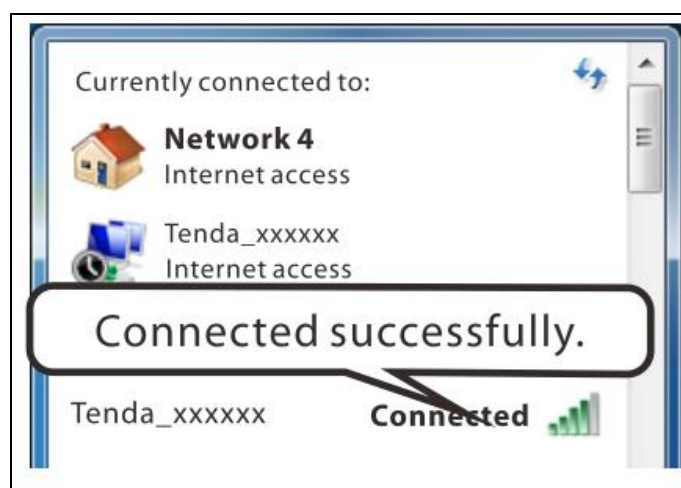 Currently connected to:
Network 4
Internet access
Tenda_xxxxxx
Internet access
Connected successfully.
Tenda_xxxxxx Connected